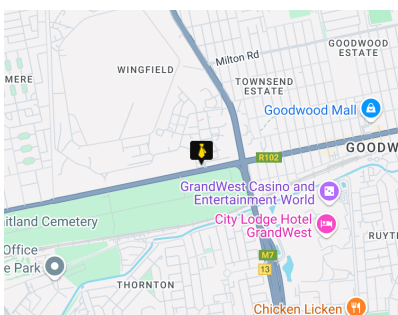 GOODWOOD
ESTATE
Milton Rd
WINGFIELD
MERE
TOWNSEND
ESTATE
Goodwood Mall
R102
GOODW
GrandWest Casino and
Entertainment World
City Lodge Hotel
GrandWest
itland Cemetery
Office
e Park
RUYT
M7
13
THORNTON
Chicken Licken